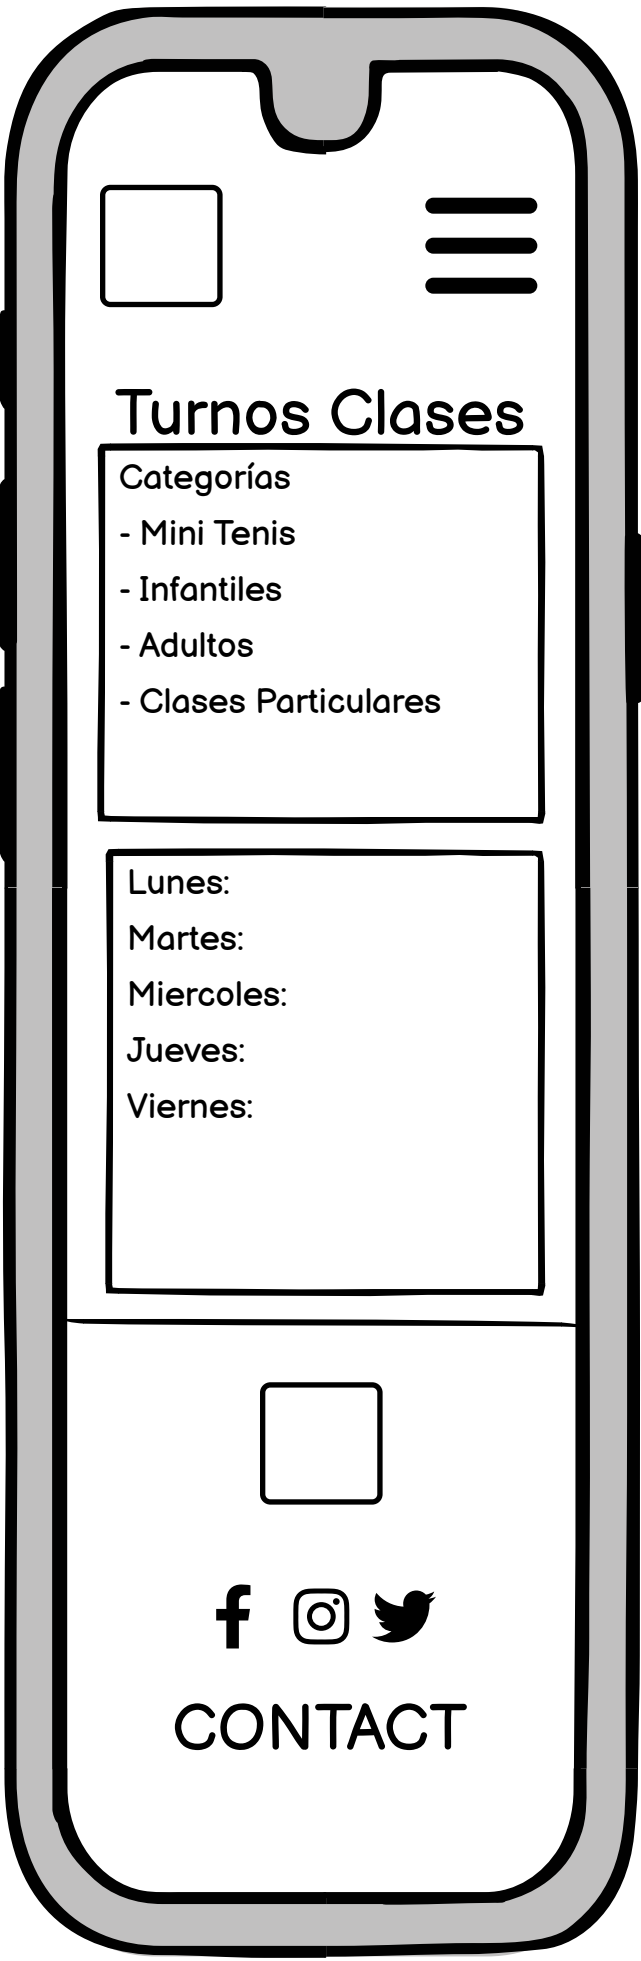 Turnos Clases
Categorías
- Mini Tenis
- Infantiles
- Adultos
- Clases Particulares
Lunes:
Martes:
Miercoles:
Jueves:
Viernes:
CONTACT